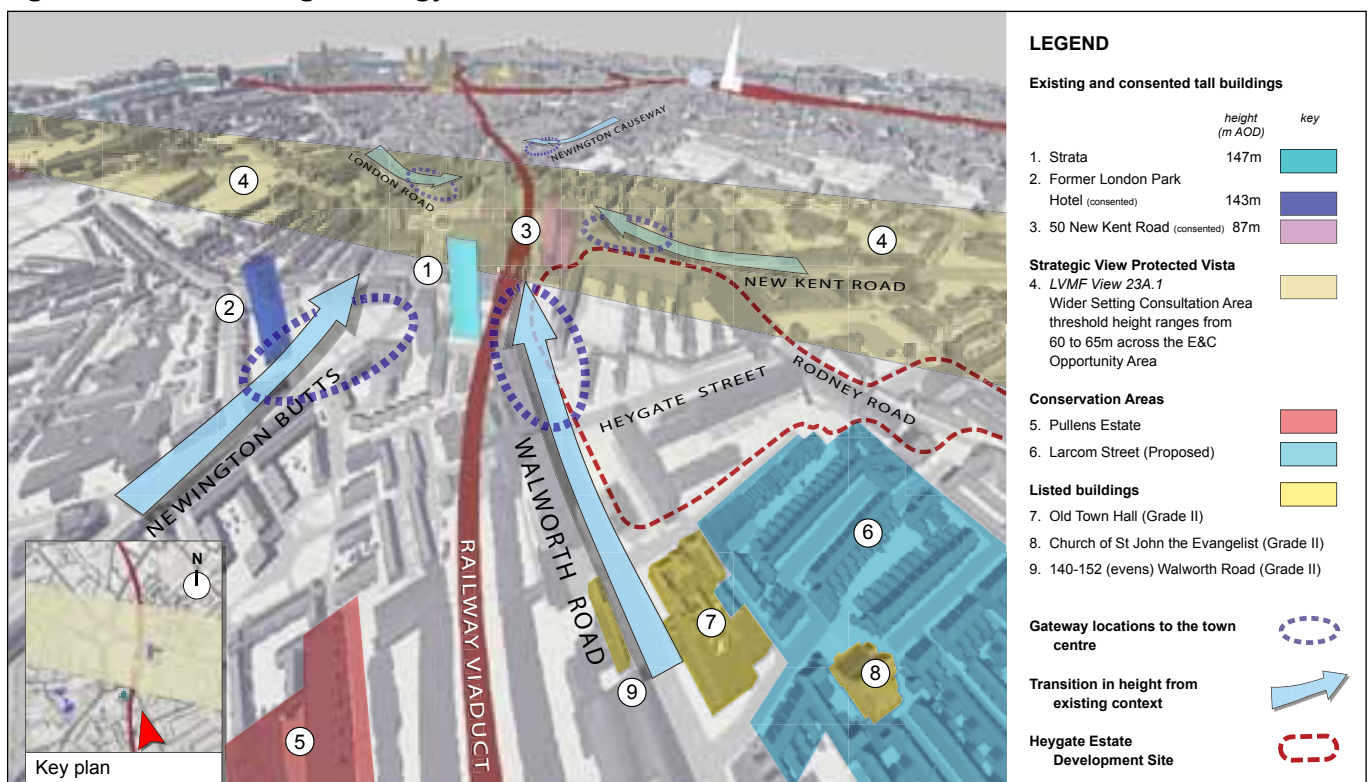 LEGEND
Existing and consented tall buildings
height key
(m AOD)
1. Strata 147m
2. Former London Park
Hotel (consented) 143m
3. 50 New Kent Road (consented) 87m
Strategic View Protected Vista
4. LVMF View 23A.1
Wider Setting Consultation Area
threshold height ranges from
60 to 65m across the E&C
Opportunity Area
Conservation Areas
5. Pullens Estate
6. Larcom Street (Proposed)
Listed buildings
7. Old Town Hall (Grade II)
8. Church of St John the Evangelist (Grade II)
9. 140-152 (evens) Walworth Road (Grade II)
Gateway locations to the town
centre
Transition in height from
existing context
Heygate Estate
Development Site
NEWINGTON CAUSEWAY
LONDON ROAD
4
3
4
1
NEW KENT ROAD
2
RODNEY ROAD
HEYGATE STREET
NEWINGTON BUTTS
WALWORTH ROAD
RAILWAY VIADUCT
6
7
8
9
5
N
Key plan